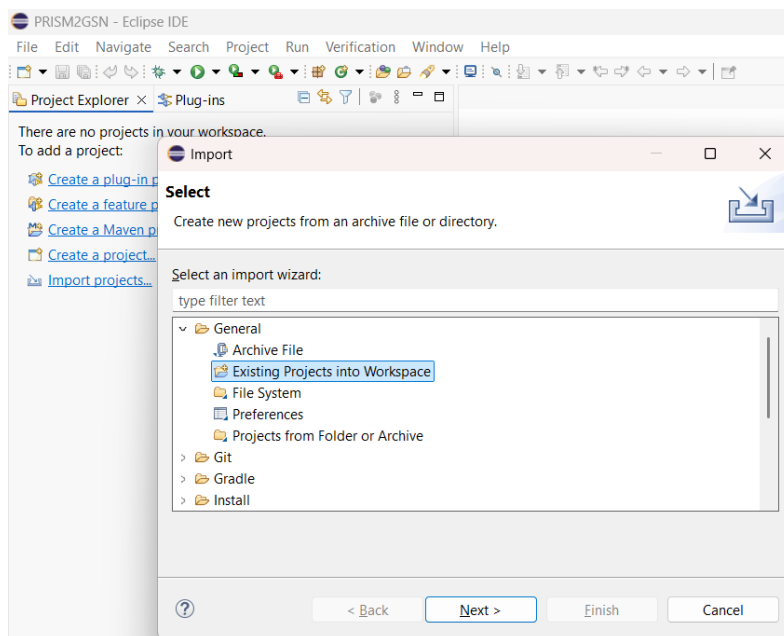 PRISM2GSN - Eclipse IDE
File Edit Navigate Search Project Run Verification Window Help
Project Explorer Plug-ins
There are no projects in your workspace.
To add a project:
Create a plug-in p
Create a feature p
Create a Maven p
Create a project...
Import projects...
Import
Select
Create new projects from an archive file or directory.
Select an import wizard:
type filter text
General
Archive File
Existing Projects into Workspace
File System
Preferences
Projects from Folder or Archive
Git
Gradle
Install
< Back Next > Finish Cancel